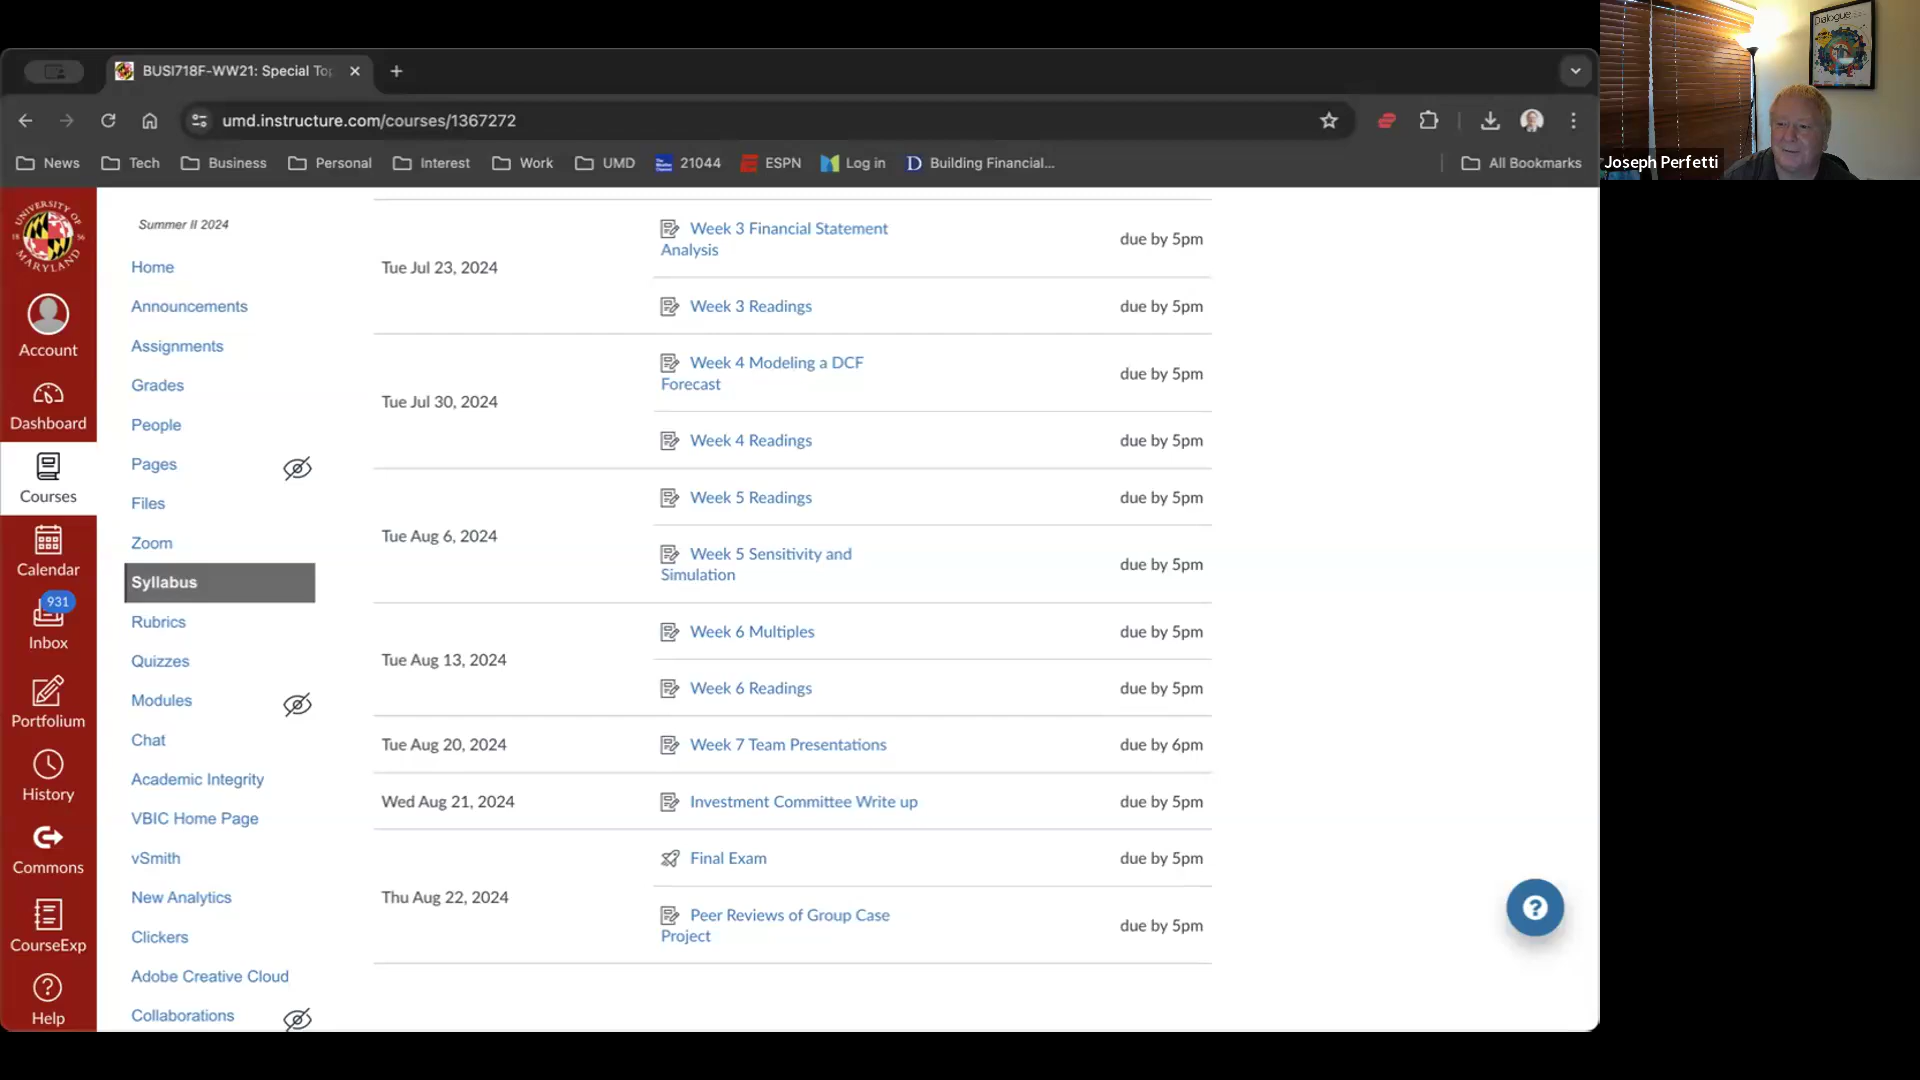 BUSI718F-WW21: Special To
umd.instructure.com/courses/1367272
News
Tech
Business
Personal
Interest
Work
UMD
21044
ESPN
Log in
Building Financial...
All Bookmarks
Dialogue
Joseph Perfetti
UNIVERSITY OF
18 56
MARYLAND
Account
Dashboard
Courses
Calendar
931
Inbox
Portfolium
History
Commons
CourseExp
Help
Summer II 2024
Home
Announcements
Assignments
Grades
People
Pages
Files
Zoom
Syllabus
Rubrics
Quizzes
Modules
Chat
Academic Integrity
VBIC Home Page
vSmith
New Analytics
Clickers
Adobe Creative Cloud
Collaborations
Tue Jul 23, 2024
Week 3 Financial Statement
Analysis
due by 5pm
Week 3 Readings
due by 5pm
Tue Jul 30, 2024
Week 4 Modeling a DCF
Forecast
due by 5pm
Week 4 Readings
due by 5pm
Tue Aug 6, 2024
Week 5 Readings
due by 5pm
Week 5 Sensitivity and
Simulation
due by 5pm
Tue Aug 13, 2024
Week 6 Multiples
due by 5pm
Week 6 Readings
due by 5pm
Tue Aug 20, 2024
Week 7 Team Presentations
due by 6pm
Wed Aug 21, 2024
Investment Committee Write up
due by 5pm
Thu Aug 22, 2024
Final Exam
due by 5pm
Peer Reviews of Group Case
Project
due by 5pm